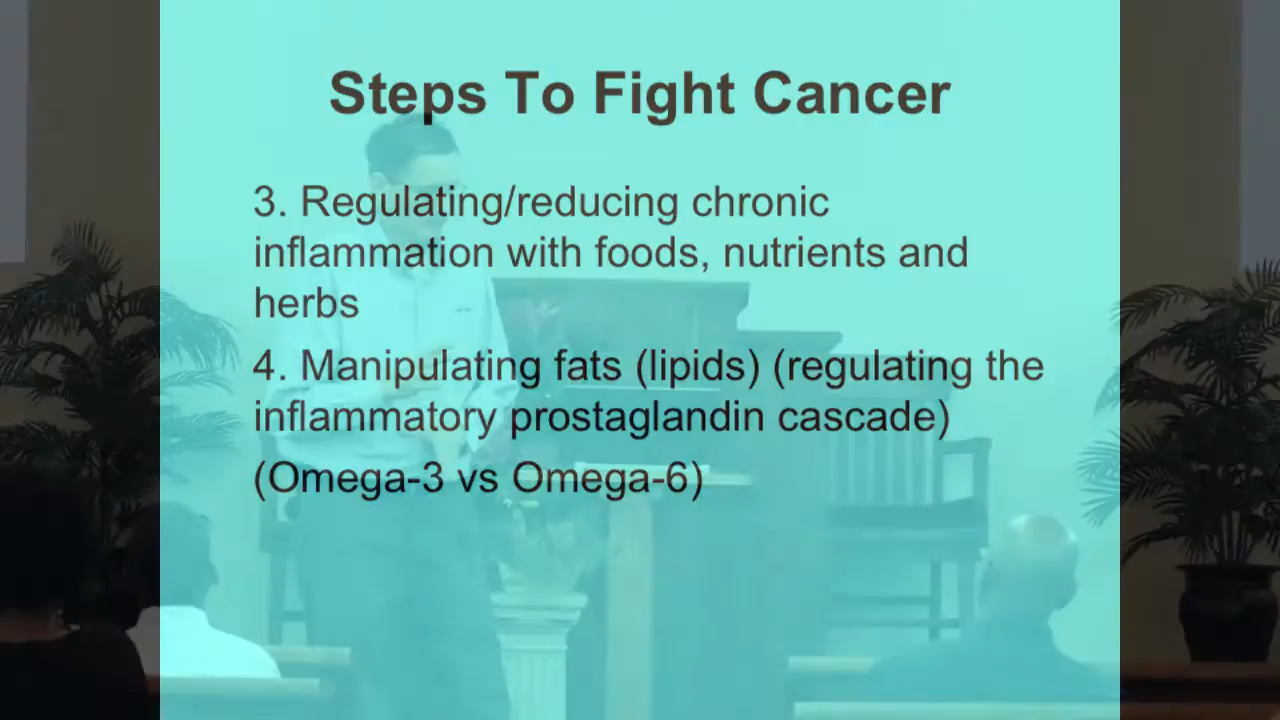 Steps To Fight Cancer
3. Regulating/reducing chronic
inflammation with foods, nutrients and
herbs
4. Manipulating fats (lipids) (regulating the
inflammatory prostaglandin cascade)
(Omega-3 vs Omega-6)